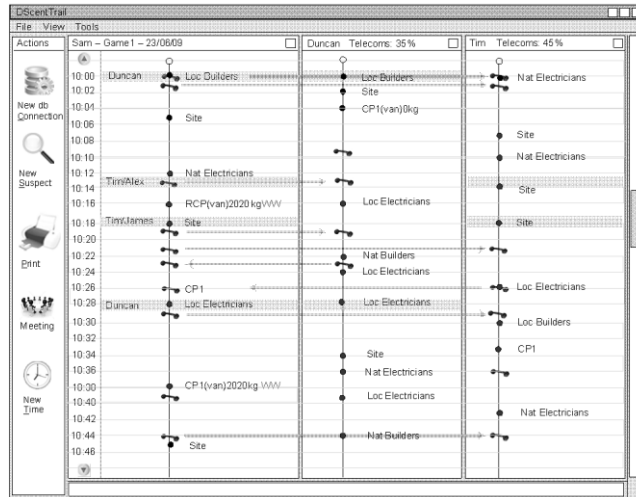 DScentTrail
File View Tools
Actions
New db
Connection
New
Suspect
Print
Meeting
New
Time
Sam – Game1 – 23/06/09
10:00
10:02
10:04
10:06
10:08
10:10
10:12
10:14
10:16
10:18
10:20
10:22
10:24
10:26
10:28
10:30
10:32
10:34
10:36
10:30
10:40
10:42
10:44
10:46
Duncan
Loc Builders
Site
Nat Electricians
Tim/Alex
RCP(van)2020 kg
Tim/James
Site
CP1
Duncan
Loc Electricians
CP1(van)2020kg
Site
Duncan Telecoms: 35%
Loc Builders
Site
CP1(van)0kg
Loc Electricians
Nat Builders
Loc Electricians
Loc Electricians
Site
Nat Electricians
Loc Electricians
Nat Builders
Tim Telecoms: 45%
Nat Electricians
Site
Nat Electricians
Site
Site
Loc Electricians
Loc Builders
CP1
Nat Electricians